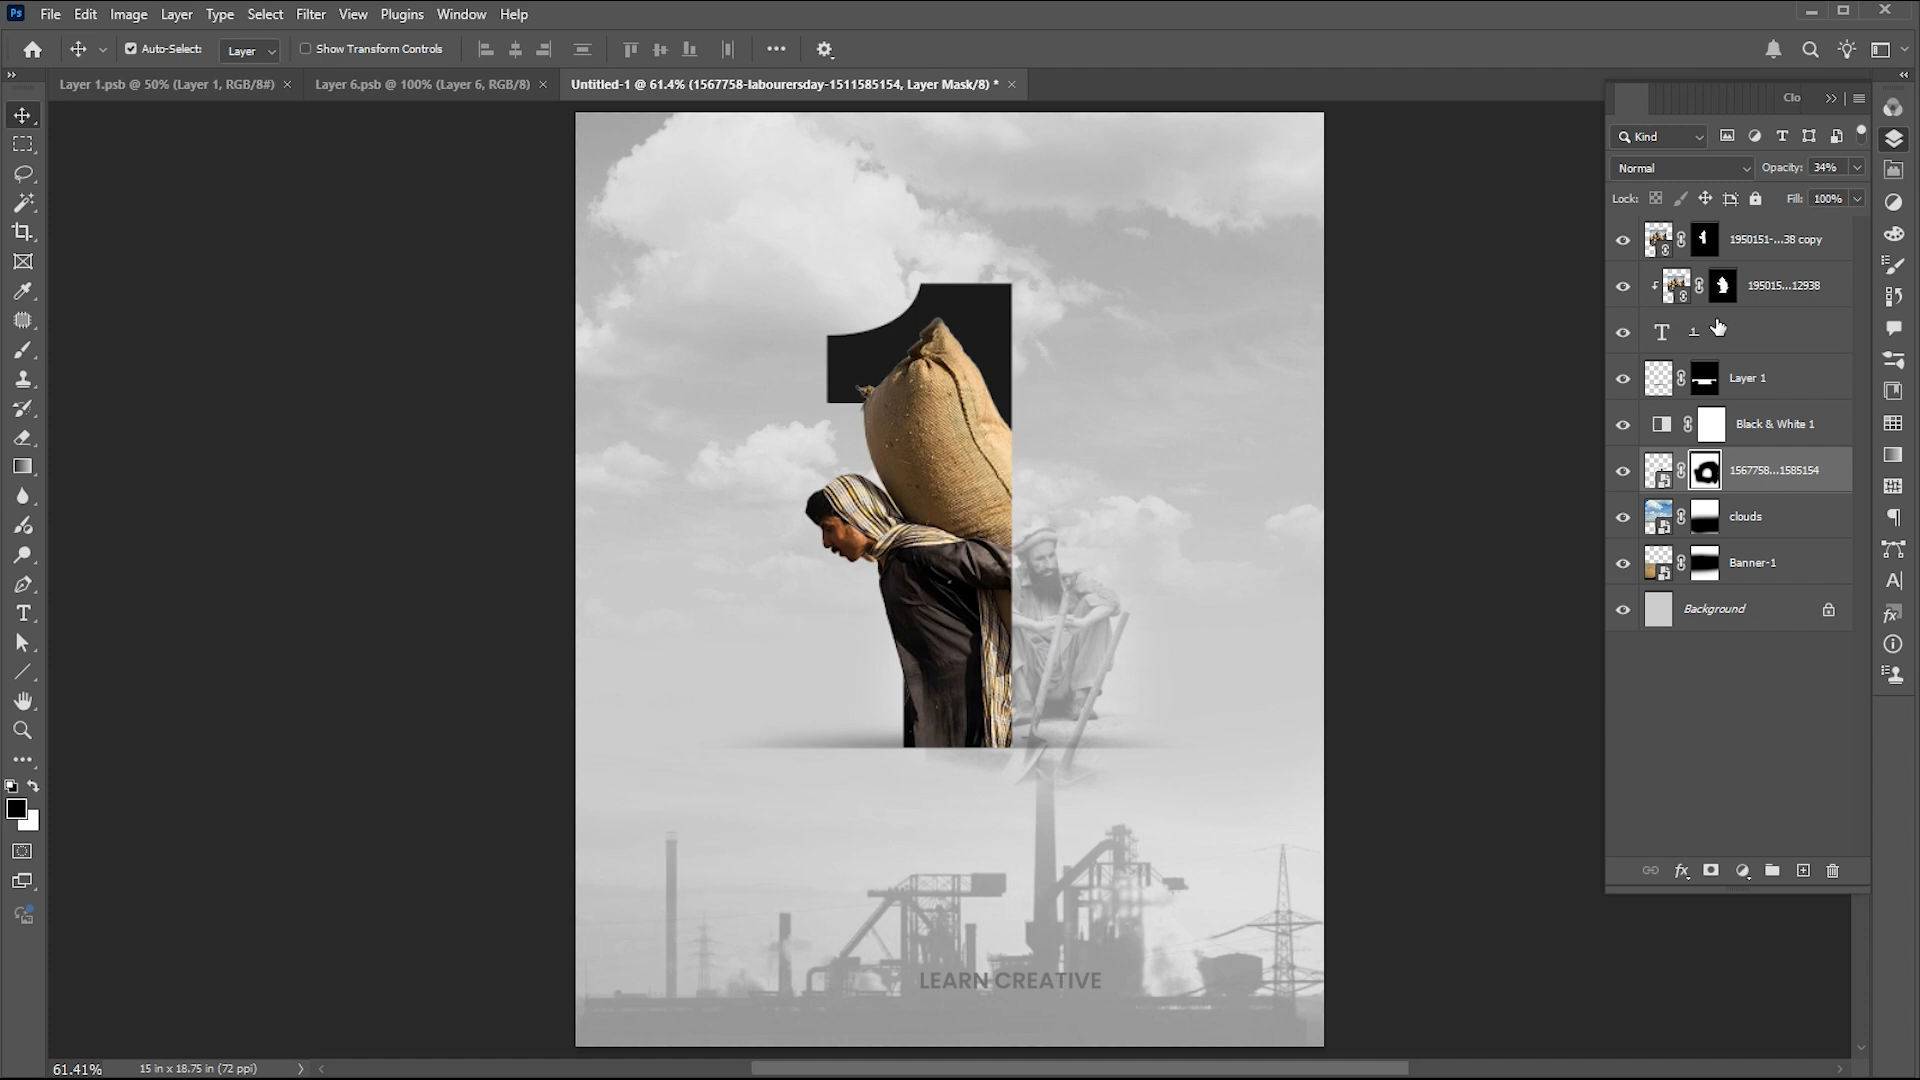 Ps File Edit Image Layer Type Select Filter View Plugins Window Help
Auto-Select: Layer Show Transform Controls
Layer 1.psb @ 50% (Layer 1, RGB/8#) × Layer 6.psb @ 100% (Layer 6, RGB/8) × Untitled-1 @ 61.4% (1567758-laboursday-1511585154, Layer Mask/8) * ×
Clo
Kind
Normal Opacity: 34%
Lock: Fill: 100%
1950151-...38 copy
195015...12938
T 1
Layer 1
Black & White 1
1567758...1585154
clouds
Banner-1
Background
fx
1
LEARN CREATIVE
61.41% 15 in x 18.75 in (72 ppi)